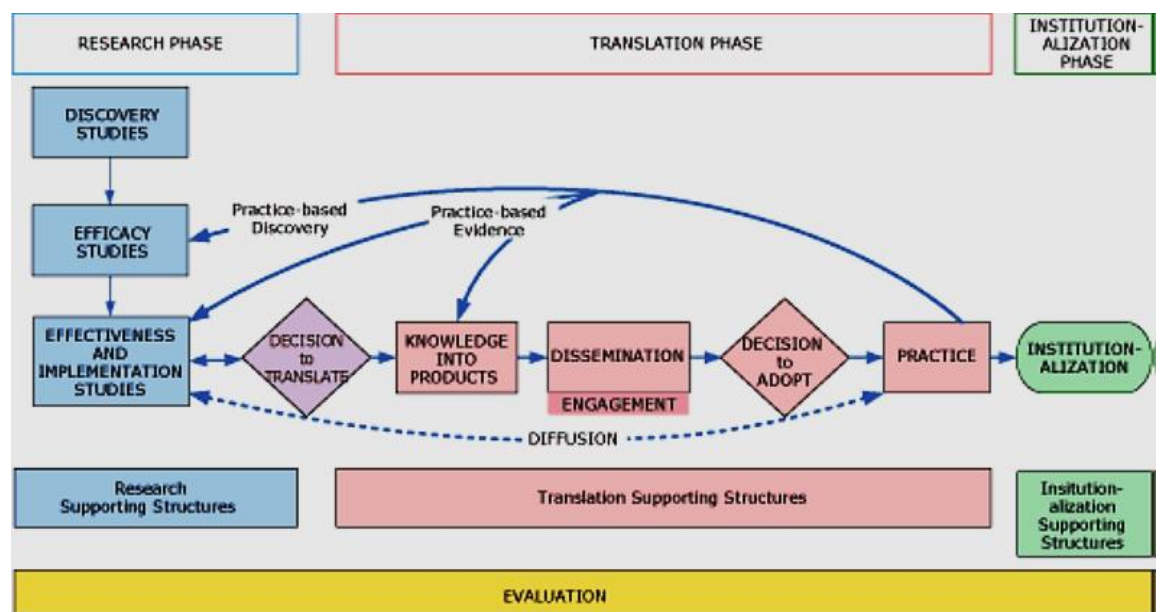 RESEARCH PHASE
TRANSLATION PHASE
INSTITUTION-
ALIZATION
PHASE
DISCOVERY
STUDIES
EFFICACY
STUDIES
Practice-based
Discovery
Practice-based
Evidence
EFFECTIVENESS
AND
IMPLEMENTATION
STUDIES
DECISION
to
TRANSLATE
KNOWLEDGE
INTO
PRODUCTS
DISSEMINATION
ENGAGEMENT
DECISION
to
ADOPT
PRACTICE
INSTITUTION-
ALIZATION
DIFFUSION
Research
Supporting Structures
Translation Supporting Structures
Insitution-
alization
Supporting
Structures
EVALUATION